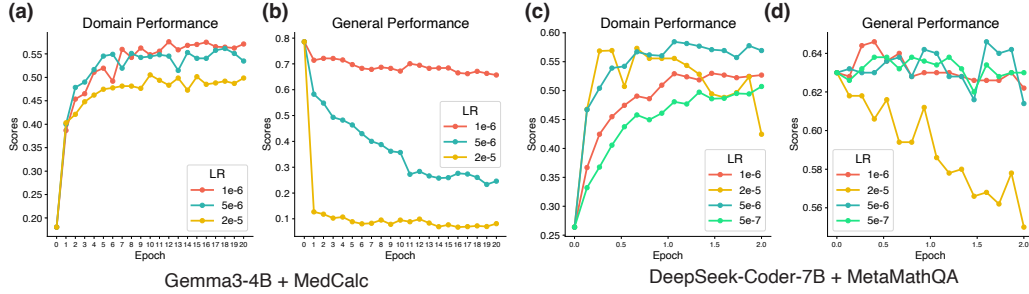 (a)
Domain Performance
Scores
0.55
0.50
0.45
0.40
0.35
0.30
0.25
0.20
0 1 2 3 4 5 6 7 8 9 10 11 12 13 14 15 16 17 18 19 20
Epoch
LR
1e-6
5e-6
2e-5
(b)
General Performance
Scores
0.8
0.7
0.6
0.5
0.4
0.3
0.2
0.1
0 1 2 3 4 5 6 7 8 9 10 11 12 13 14 15 16 17 18 19 20
Epoch
LR
1e-6
5e-6
2e-5
Gemma3-4B + MedCalc
(c)
Domain Performance
Scores
0.60
0.55
0.50
0.45
0.40
0.35
0.30
0.25
0.0 0.5 1.0 1.5 2.0
Epoch
LR
1e-6
2e-5
5e-6
5e-7
(d)
General Performance
Scores
0.64
0.62
0.60
0.58
0.56
0.0 0.5 1.0 1.5 2.0
Epoch
LR
1e-6
2e-5
5e-6
5e-7
DeepSeek-Coder-7B + MetaMathQA